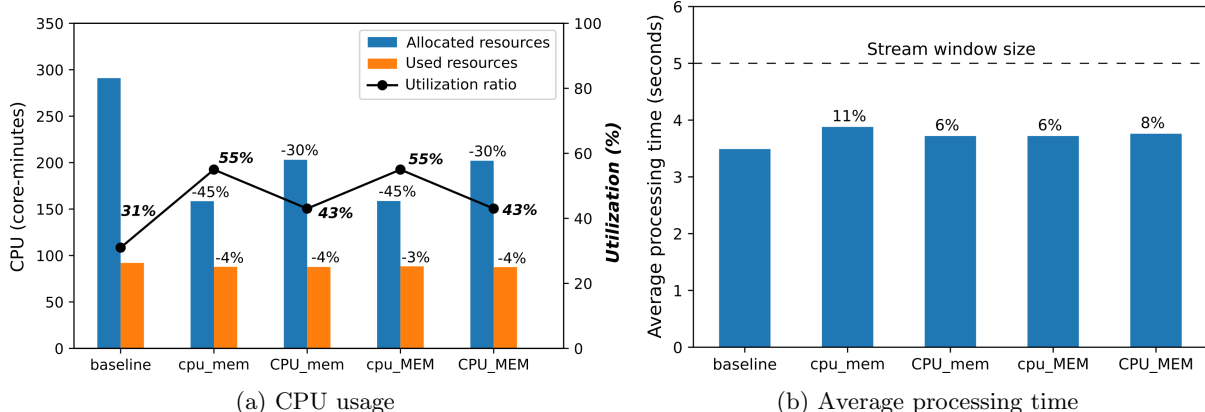 350
300
250
200
150
100
50
0
CPU (core-minutes)
100
80
60
40
20
0
Utilization (%)
Allocated resources
Used resources
Utilization ratio
31%
55%
43%
55%
43%
-45%
-30%
-45%
-30%
-4%
-4%
-3%
-4%
baseline cpu_mem CPU_mem cpu_MEM CPU_MEM
(a) CPU usage
6
5
4
3
2
1
0
Average processing time (seconds)
Stream window size
11% 6% 6% 8%
baseline cpu_mem CPU_mem cpu_MEM CPU_MEM
(b) Average processing time